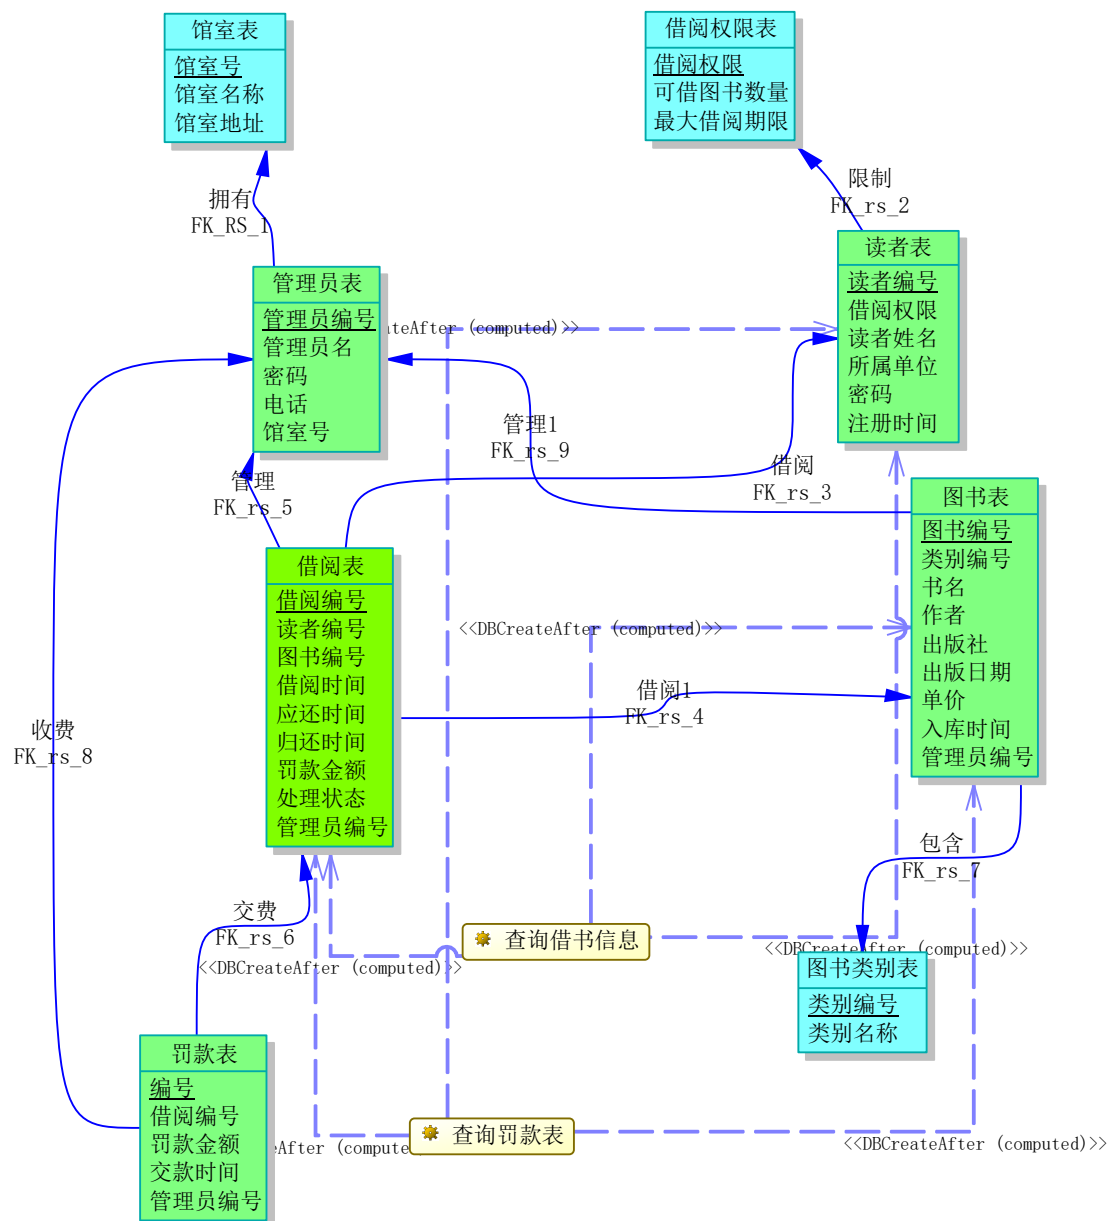 馆室表
馆室号
馆室名称
馆室地址
借阅权限表
借阅权限
可借图书数量
最大借阅期限
拥有
FK_RS_1
限制
FK_rs_2
读者表
读者编号
借阅权限
读者姓名
所属单位
密码
注册时间
管理员表
管理员编号
管理员名
密码
电话
馆室号
ateAfter (computed)>>
管理1
FK_rs_9
管理
FK_rs_5
借阅
FK_rs_3
图书表
图书编号
类别编号
书名
作者
出版社
出版日期
单价
入库时间
管理员编号
借阅表
借阅编号
读者编号
图书编号
借阅时间
应还时间
归还时间
罚款金额
处理状态
管理员编号
<<DBCreateAfter (computed)>>
借阅1
FK_rs_4
收费
FK_rs_8
包含
FK_rs_7
交费
FK_rs_6
查询借书信息
<<DBCreateAfter (computed)>>
<<DBCreateAfter (computed)>>
图书类别表
类别编号
类别名称
罚款表
编号
借阅编号
罚款金额
交款时间
管理员编号
查询罚款表
eAfter (compute
<<DBCreateAfter (computed)>>